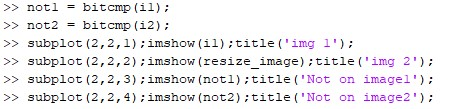 >> not1 = bitcmp(i1);
>> not2 = bitcmp(i2);
>> subplot(2,2,1);imshow(i1);title('img 1');
>> subplot(2,2,2);imshow(resize_image);title('img 2');
>> subplot(2,2,3);imshow(not1);title('Not on image1');
>> subplot(2,2,4);imshow(not2);title('Not on image2');